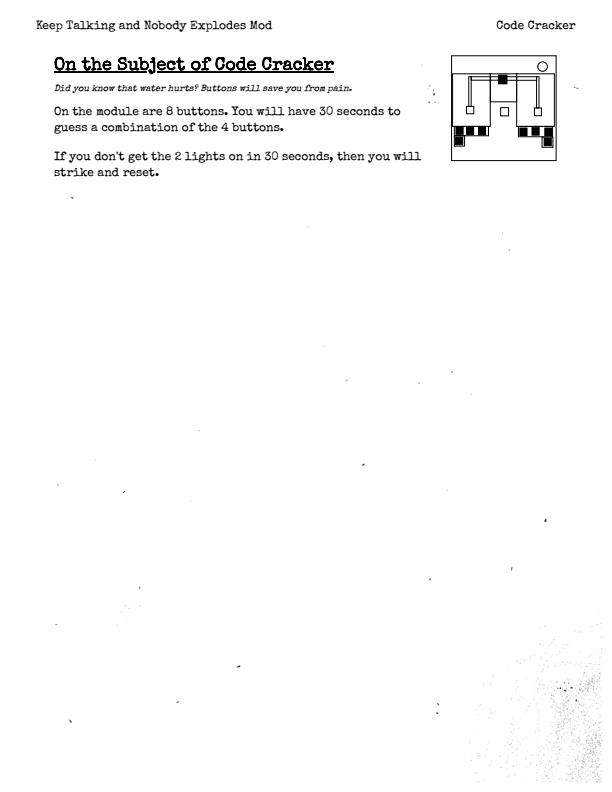 Keep Talking and Nobody Explodes Mod
Code Cracker
On the Subject of Code Cracker
Did you know that water hurts? Buttons will save you from pain.
On the module are 8 buttons. You will have 30 seconds to
guess a combination of the 4 buttons.
If you don't get the 2 lights on in 30 seconds, then you will
strike and reset.